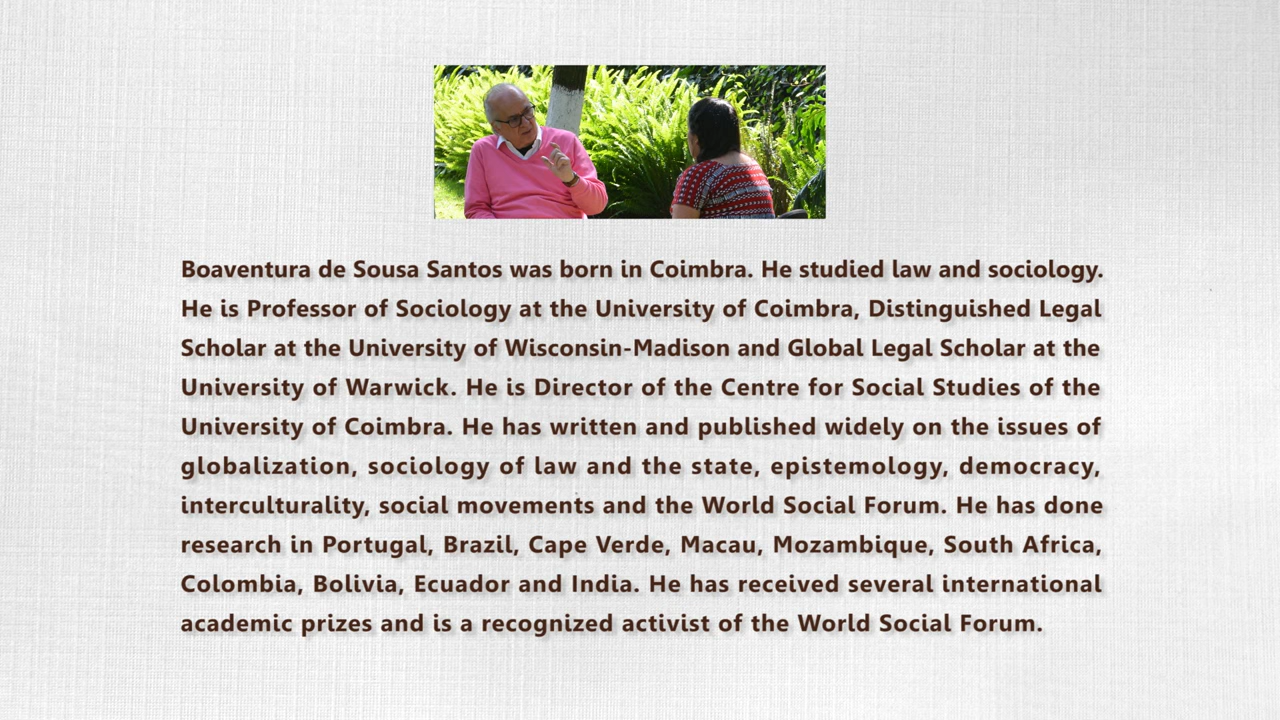 Boaventura de Sousa Santos was born in Coimbra. He studied law and sociology.
He is Professor of Sociology at the University of Coimbra, Distinguished Legal
Scholar at the University of Wisconsin-Madison and Global Legal Scholar at the
University of Warwick. He is Director of the Centre for Social Studies of the
University of Coimbra. He has written and published widely on the issues of
globalization, sociology of law and the state, epistemology, democracy,
interculturality, social movements and the World Social Forum. He has done
research in Portugal, Brazil, Cape Verde, Macau, Mozambique, South Africa,
Colombia, Bolivia, Ecuador and India. He has received several international
academic prizes and is a recognized activist of the World Social Forum.